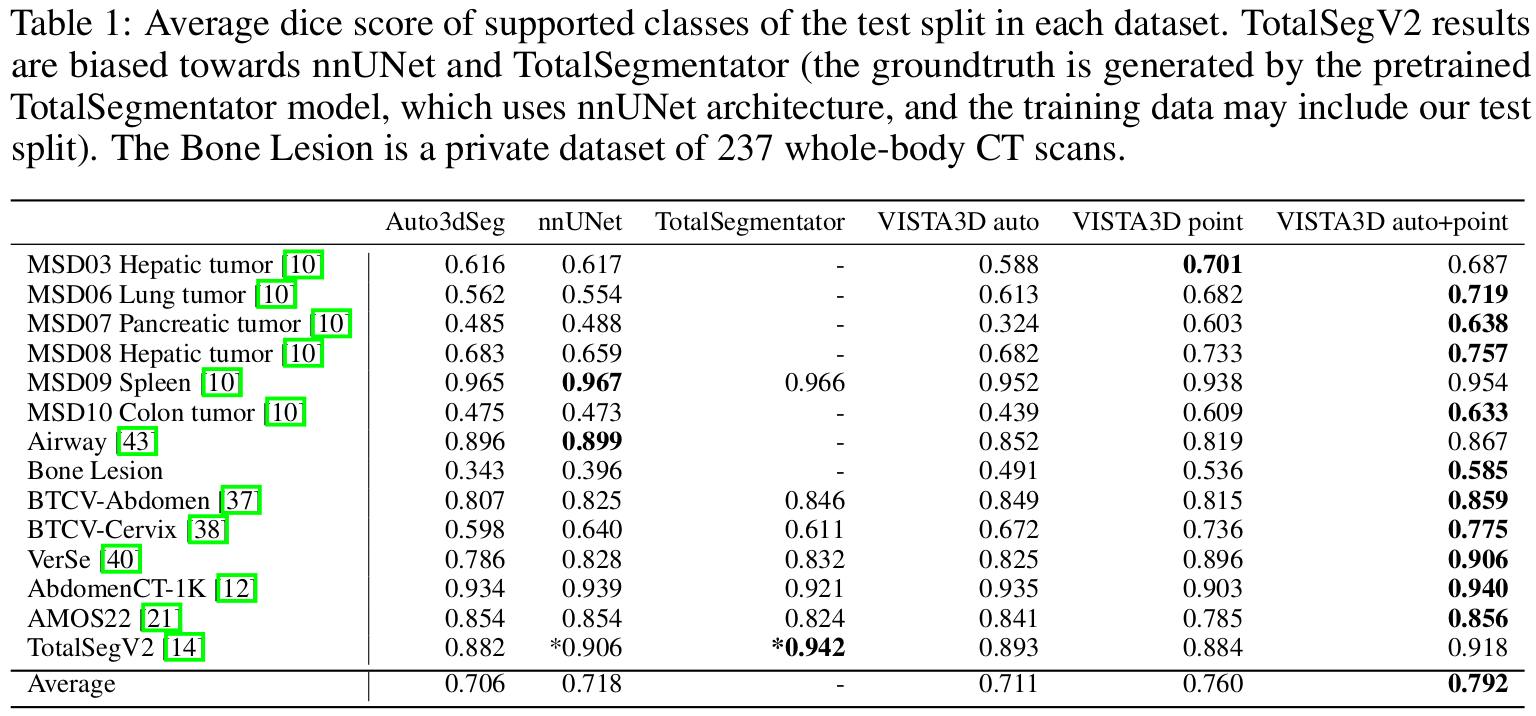 Table 1: Average dice score of supported classes of the test split in each dataset. TotalSegV2 results
are biased towards nnUNet and TotalSegmentator (the groundtruth is generated by the pretrained
TotalSegmentator model, which uses nnUNet architecture, and the training data may include our test
split). The Bone Lesion is a private dataset of 237 whole-body CT scans.
Auto3dSeg nnUNet TotalSegmentator VISTA3D auto VISTA3D point VISTA3D auto+point
MSD03 Hepatic tumor [10] 0.616 0.617 - 0.588 0.701 0.687
MSD06 Lung tumor [10] 0.562 0.554 - 0.613 0.682 0.719
MSD07 Pancreatic tumor [10] 0.485 0.488 - 0.324 0.603 0.638
MSD08 Hepatic tumor [10] 0.683 0.659 - 0.682 0.733 0.757
MSD09 Spleen [10] 0.965 0.967 0.966 0.952 0.938 0.954
MSD10 Colon tumor [10] 0.475 0.473 - 0.439 0.609 0.633
Airway [43] 0.896 0.899 - 0.852 0.819 0.867
Bone Lesion 0.343 0.396 - 0.491 0.536 0.585
BTCV-Abdomen [37] 0.807 0.825 0.846 0.849 0.815 0.859
BTCV-Cervix [38] 0.598 0.640 0.611 0.672 0.736 0.775
VerSe [40] 0.786 0.828 0.832 0.825 0.896 0.906
AbdomenCT-1K [12] 0.934 0.939 0.921 0.935 0.903 0.940
AMOS22 [21] 0.854 0.854 0.824 0.841 0.785 0.856
TotalSegV2 [14] 0.882 *0.906 *0.942 0.893 0.884 0.918
Average 0.706 0.718 - 0.711 0.760 0.792